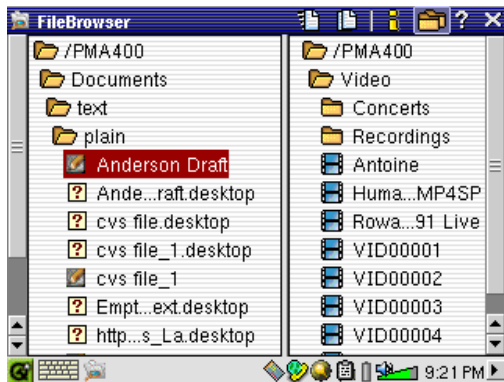 FileBrowser
?
/PMA400
Documents
text
plain
Anderson Draft
Ande...raft.desktop
cvs file.desktop
cvs file_1.desktop
cvs file_1
Empt...ext.desktop
http...s_La.desktop
/PMA400
Video
Concerts
Recordings
Antoine
Huma...MP4SP
Rowa...91 Live
VID00001
VID00002
VID00003
VID00004
9:21 PM